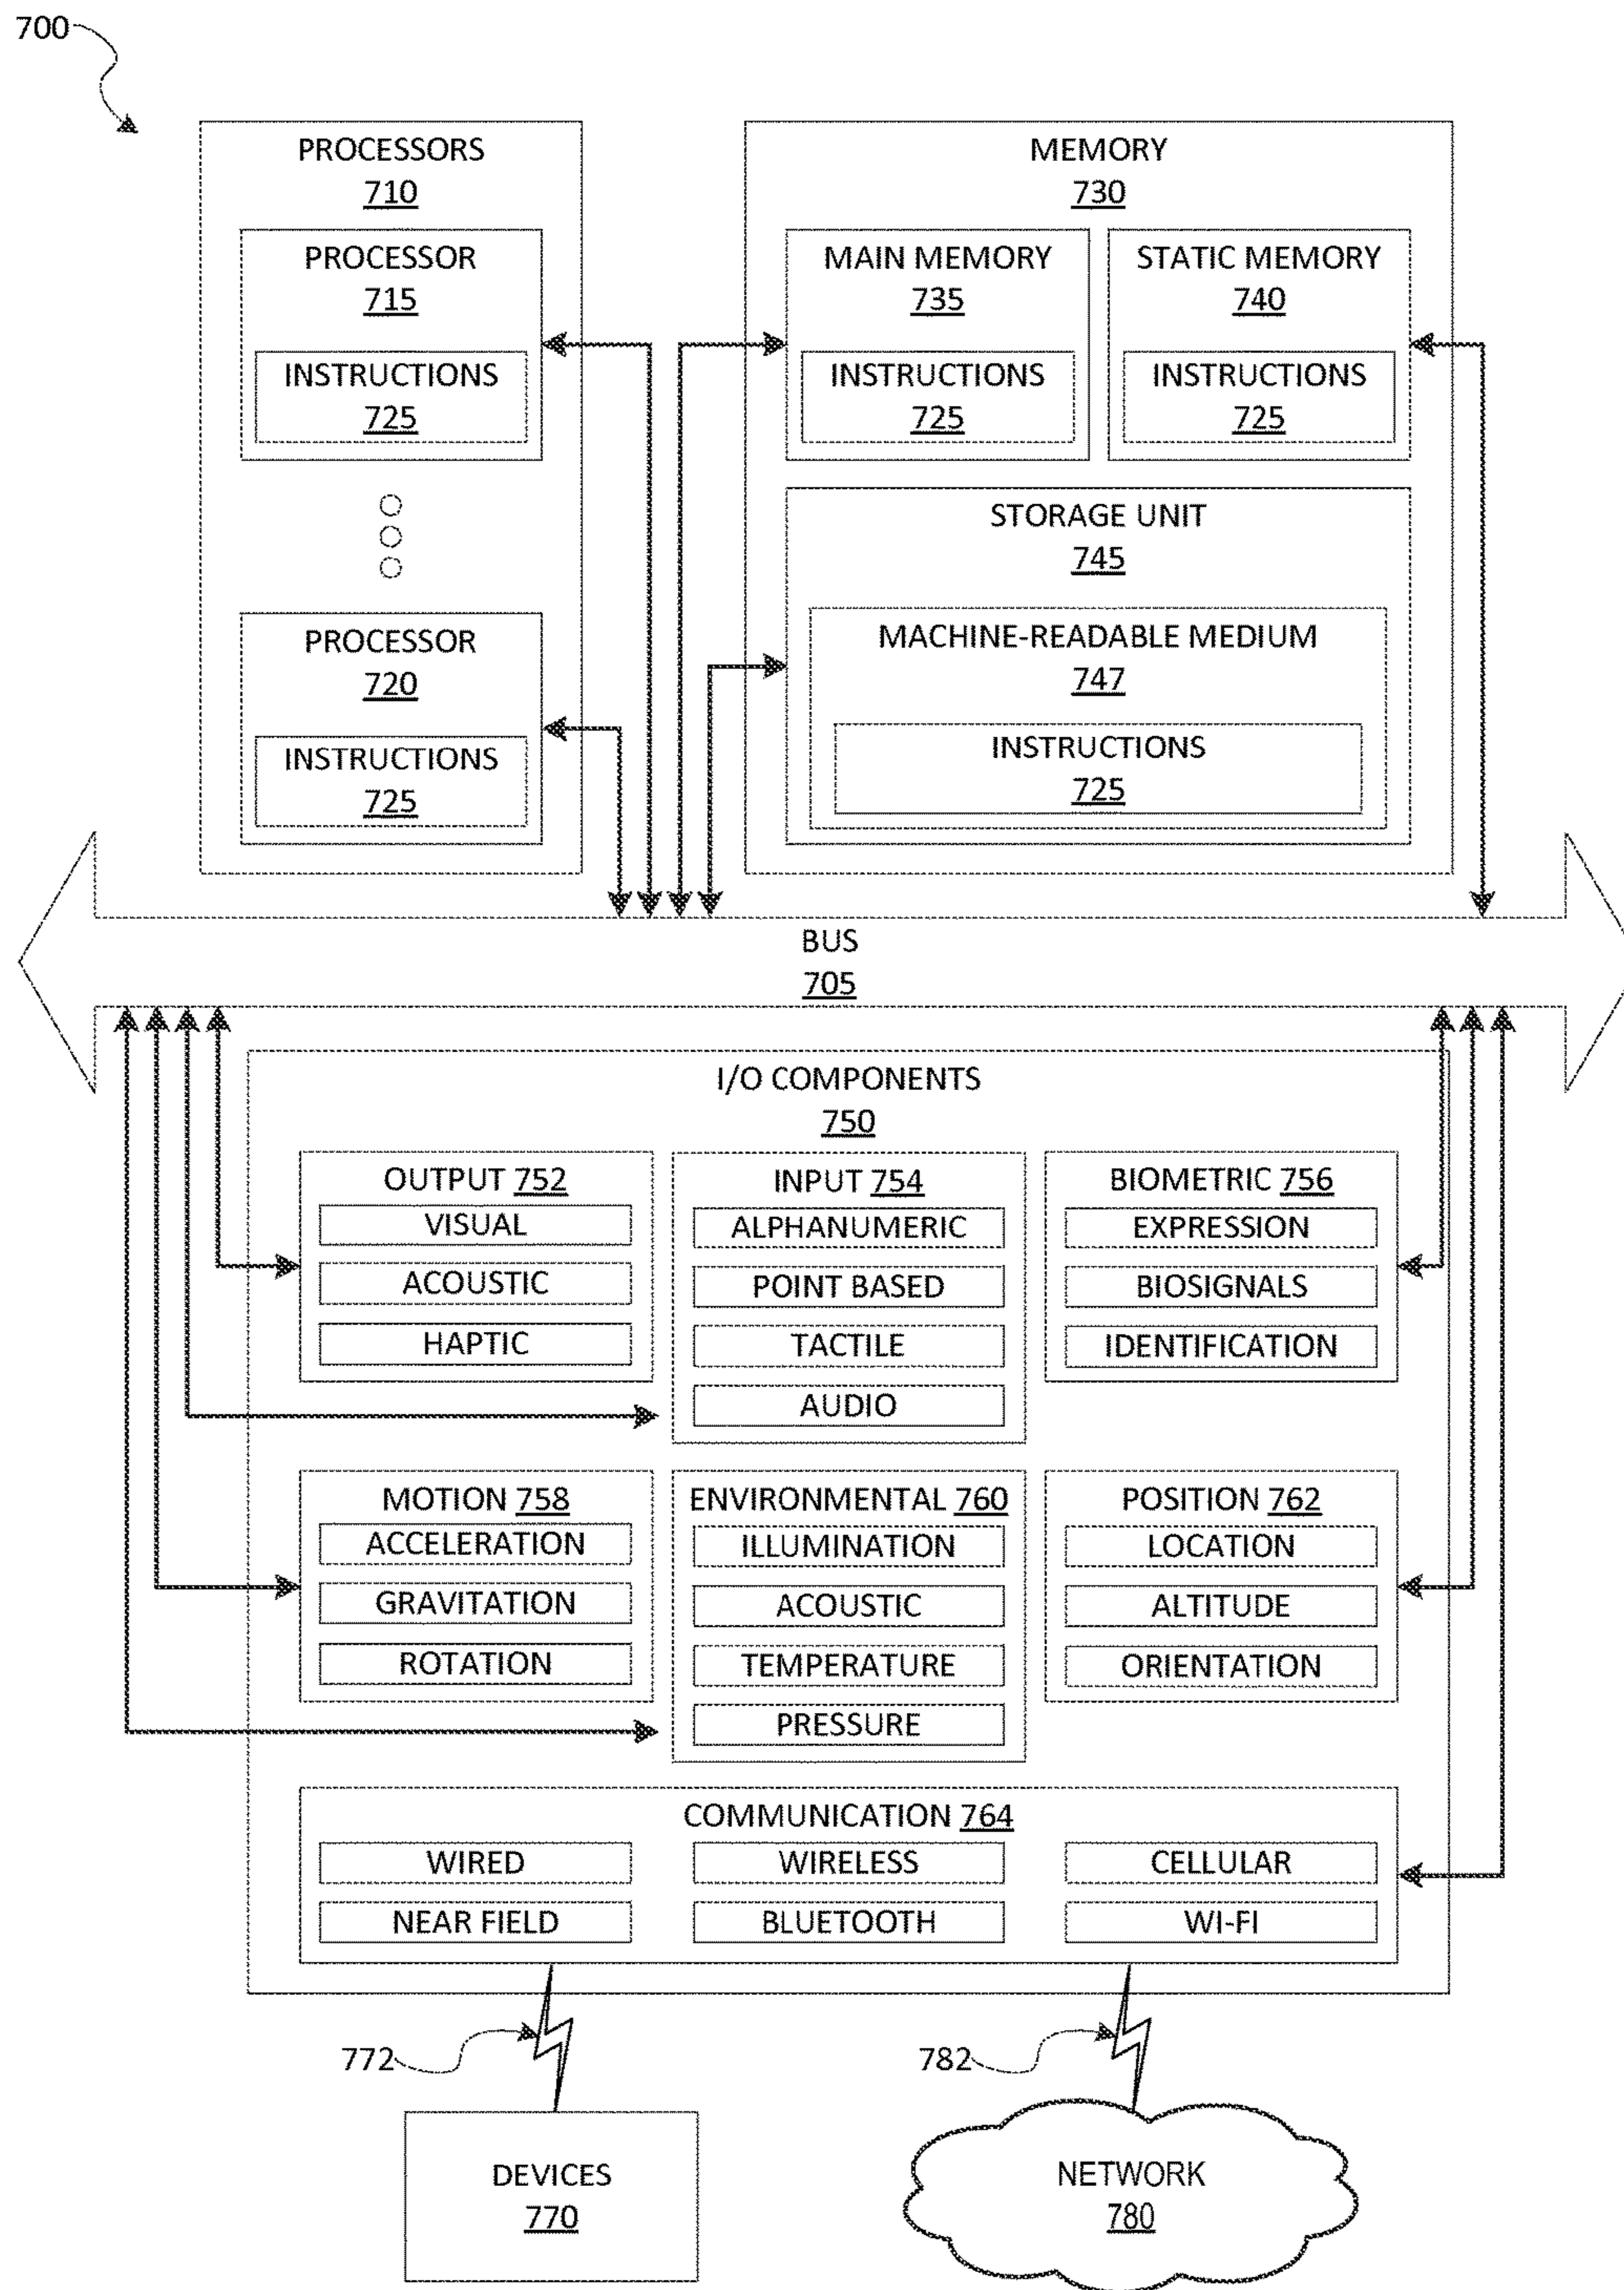 700
PROCESSORS
710
PROCESSOR
715
INSTRUCTIONS
725
PROCESSOR
720
INSTRUCTIONS
725
MEMORY
730
MAIN MEMORY
735
INSTRUCTIONS
725
STATIC MEMORY
740
INSTRUCTIONS
725
STORAGE UNIT
745
MACHINE-READABLE MEDIUM
747
INSTRUCTIONS
725
BUS
705
I/O COMPONENTS
750
OUTPUT 752
VISUAL
ACOUSTIC
HAPTIC
INPUT 754
ALPHANUMERIC
POINT BASED
TACTILE
AUDIO
BIOMETRIC 756
EXPRESSION
BIOSIGNALS
IDENTIFICATION
MOTION 758
ACCELERATION
GRAVITATION
ROTATION
ENVIRONMENTAL 760
ILLUMINATION
ACOUSTIC
TEMPERATURE
PRESSURE
POSITION 762
LOCATION
ALTITUDE
ORIENTATION
COMMUNICATION 764
WIRED
WIRELESS
CELLULAR
NEAR FIELD
BLUETOOTH
WI-FI
772
782
DEVICES
770
NETWORK
780